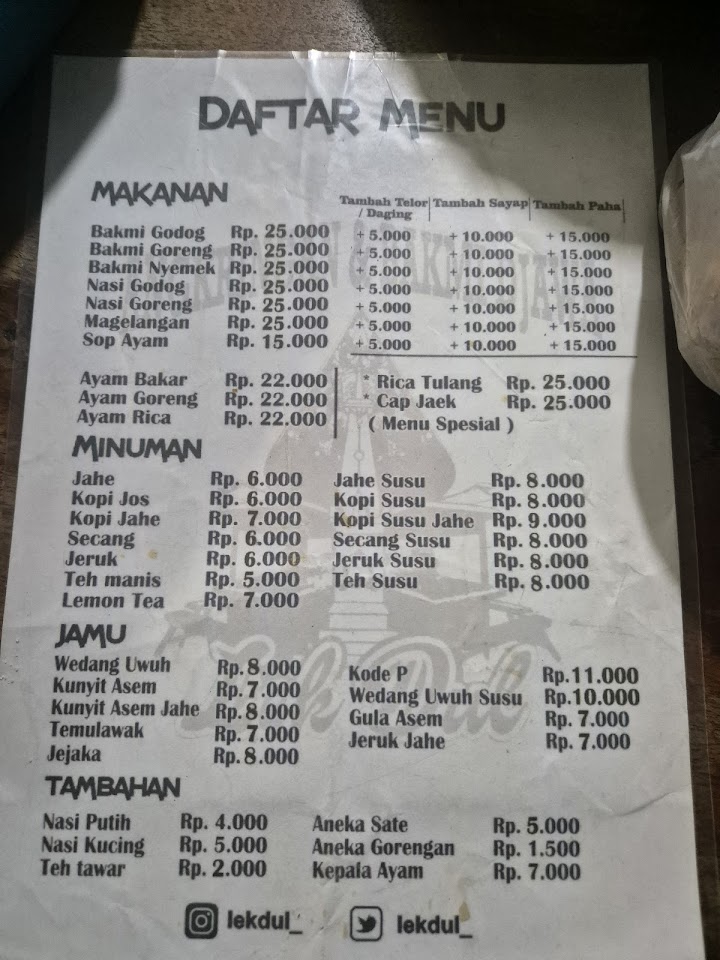 DAFTAR MENU
MAKANAN
Tambah Telor / Daging Tambah Sayap Tambah Paha
Bakmi Godog Rp. 25.000 + 5.000 + 10.000 + 15.000
Bakmi Goreng Rp. 25.000 + 5.000 + 10.000 + 15.000
Bakmi Nyemek Rp. 25.000 + 5.000 + 10.000 + 15.000
Nasi Godog Rp. 25.000 + 5.000 + 10.000 + 15.000
Nasi Goreng Rp. 25.000 + 5.000 + 10.000 + 15.000
Magelangan Rp. 25.000 + 5.000 + 10.000 + 15.000
Sop Ayam Rp. 15.000 + 5.000 + 10.000 + 15.000
Ayam Bakar Rp. 22.000 * Rica Tulang Rp. 25.000
Ayam Goreng Rp. 22.000 * Cap Jaek Rp. 25.000
Ayam Rica Rp. 22.000 ( Menu Spesial )
MINUMAN
Jahe Rp. 6.000 Jahe Susu Rp. 8.000
Kopi Jos Rp. 6.000 Kopi Susu Rp. 8.000
Kopi Jahe Rp. 7.000 Kopi Susu Jahe Rp. 9.000
Secang Rp. 6.000 Secang Susu Rp. 8.000
Jeruk Rp. 6.000 Jeruk Susu Rp. 8.000
Teh manis Rp. 5.000 Teh Susu Rp. 8.000
Lemon Tea Rp. 7.000
JAMU
Wedang Uwuh Rp. 8.000 Kode P Rp.11.000
Kunyit Asem Rp. 7.000 Wedang Uwuh Susu Rp.10.000
Kunyit Asem Jahe Rp. 8.000 Gula Asem Rp. 7.000
Temulawak Rp. 7.000 Jeruk Jahe Rp. 7.000
Jejaka Rp. 8.000
Lek Dul
TAMBAHAN
Nasi Putih Rp. 4.000 Aneka Sate Rp. 5.000
Nasi Kucing Rp. 5.000 Aneka Gorengan Rp. 1.500
Teh tawar Rp. 2.000 Kepala Ayam Rp. 7.000
lekdul_ lekdul_